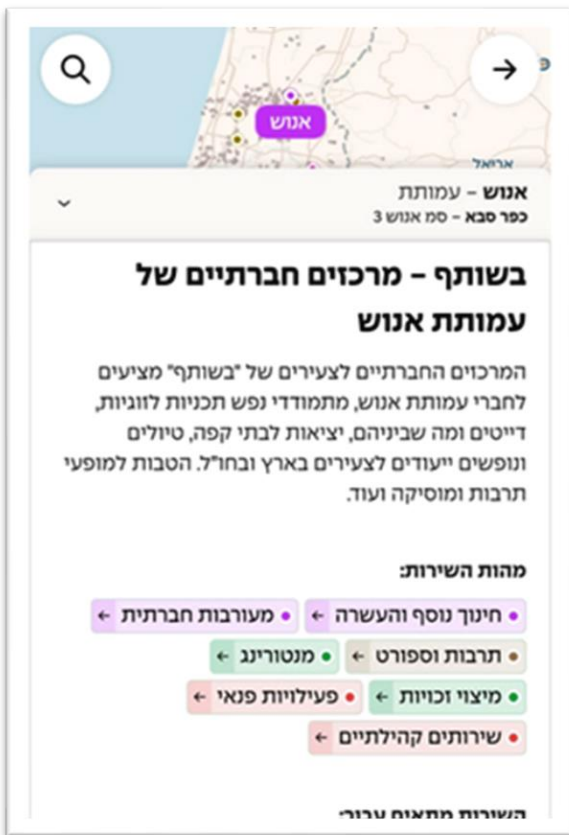 אנוש
אריאל
אנוש – עמותת
כפר סבא – סמ אנוש 3
בשותף – מרכזים חברתיים של
עמותת אנוש
המרכזים החברתיים לצעירים של "בשותף" מציעים
לחברי עמותת אנוש, מתמודדי נפש תכניות לזוגיות,
דייטים ומה שביניהם, יציאות לבתי קפה, טיולים
ונופשים ייעודים לצעירים בארץ ובחו"ל. הטבות למופעי
תרבות ומוסיקה ועוד.
מהות השירות:
• חינוך נוסף והעשרה ← • מעורבות חברתית ←
• תרבות וספורט ← • מנטורינג ←
• מיצוי זכויות ← • פעילויות פנאי ←
• שירותים קהילתיים ←
השירות מתאים עבור: